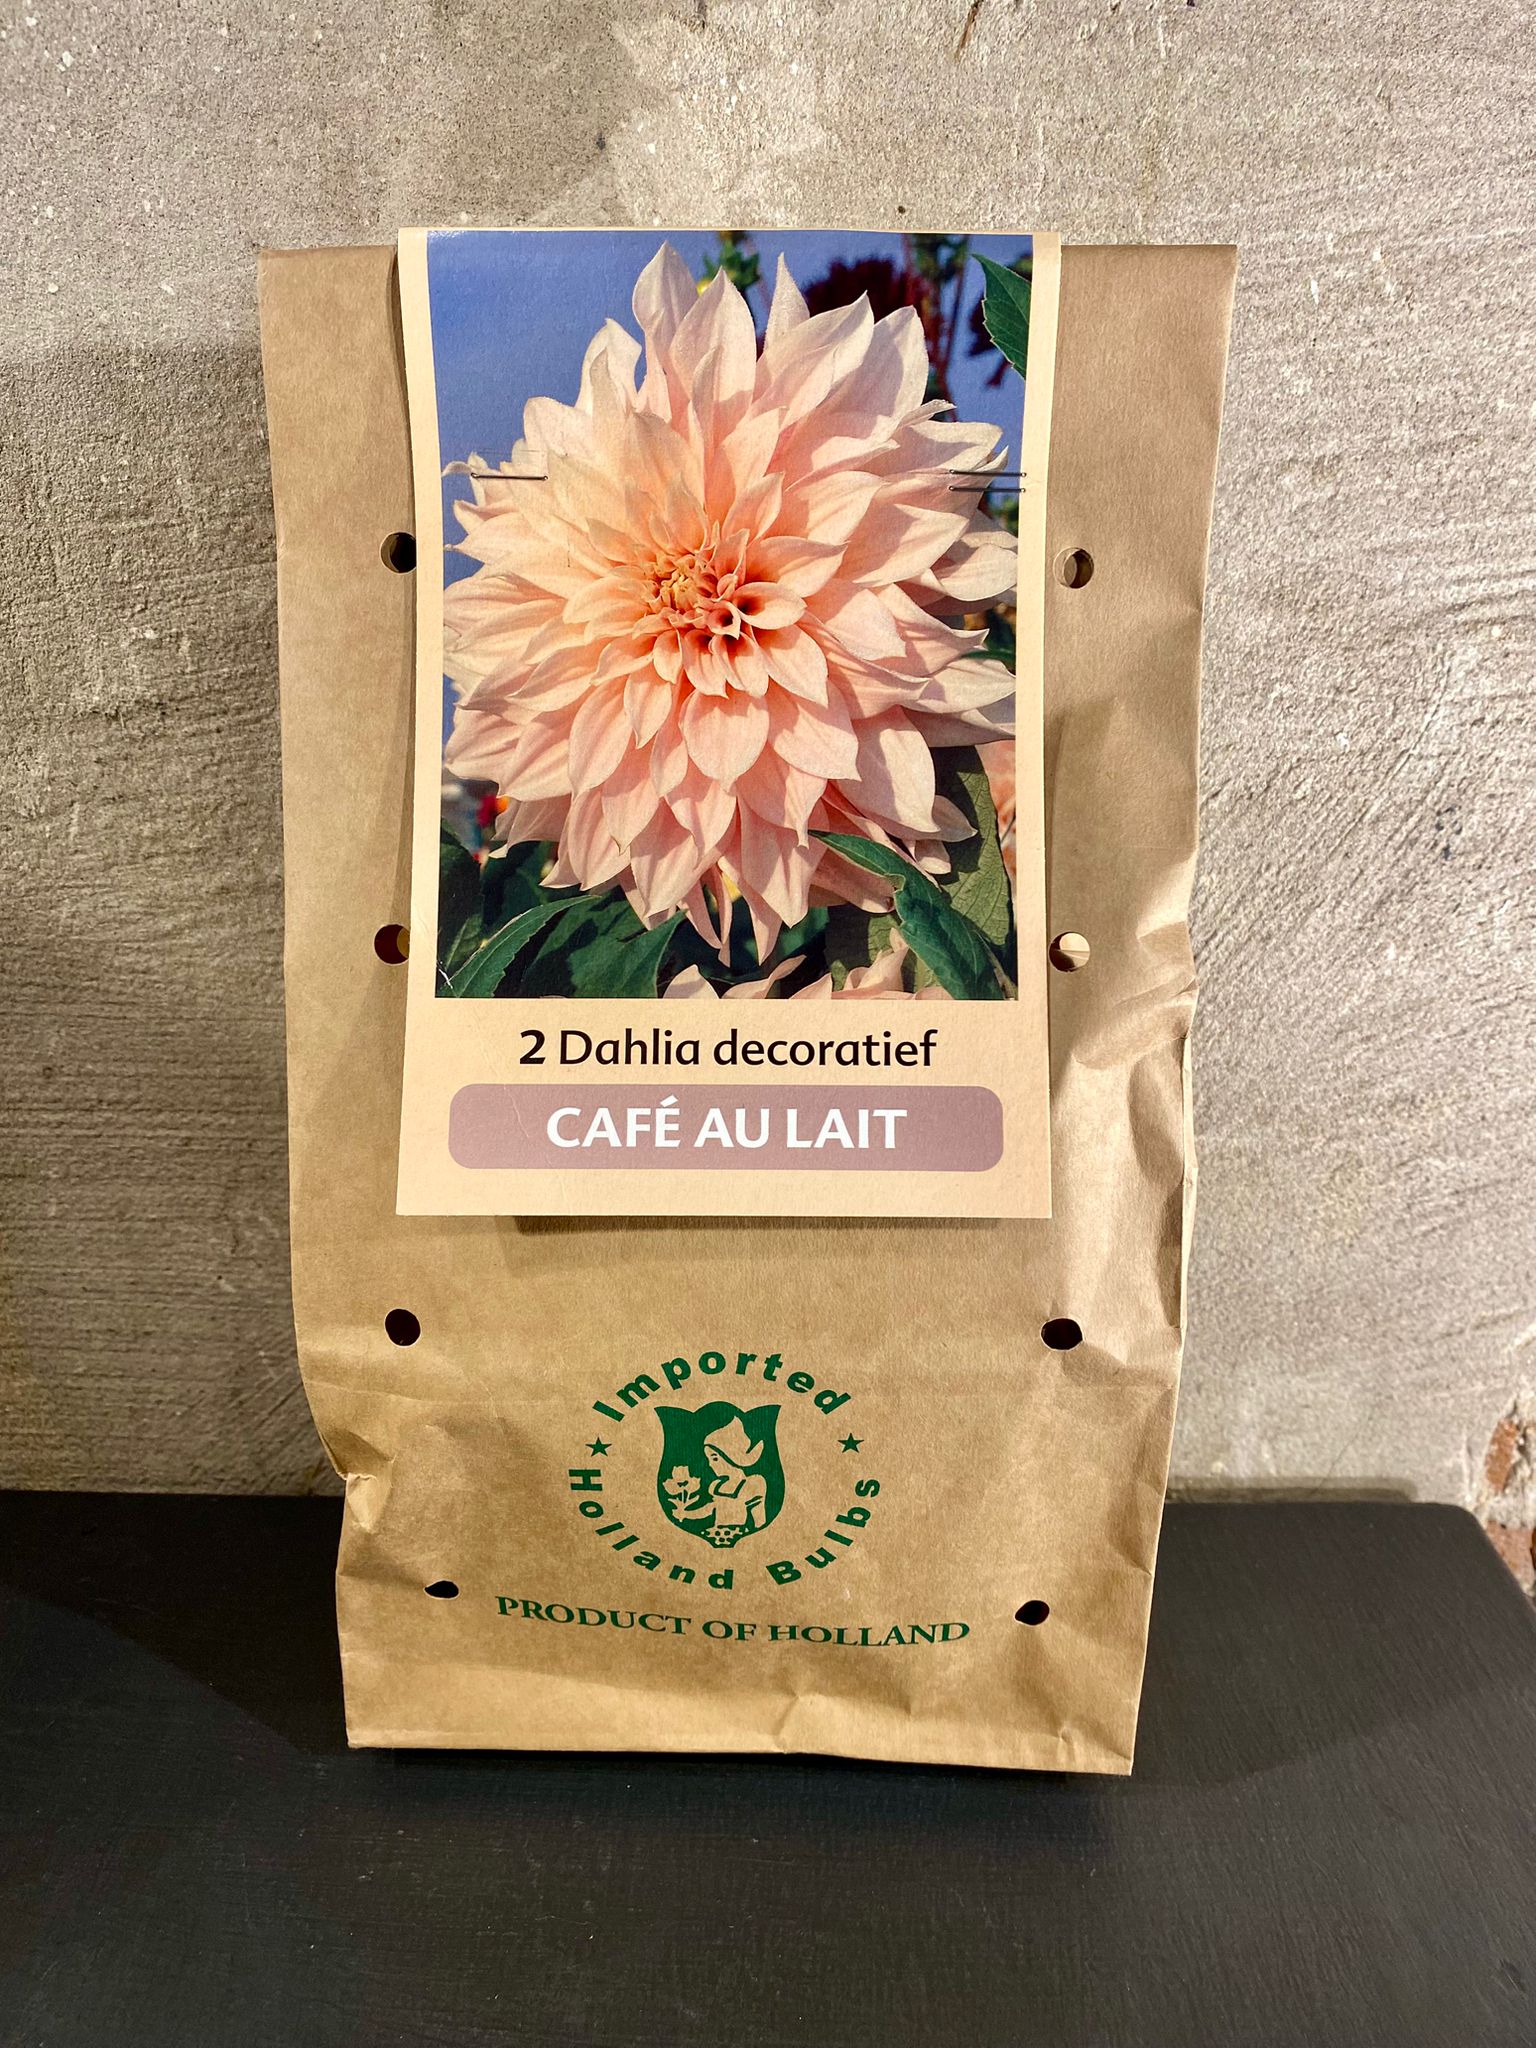 2 Dahlia decoratief
CAFÉ AU LAIT
Imported
★ Holland Bulbs ★
PRODUCT OF HOLLAND